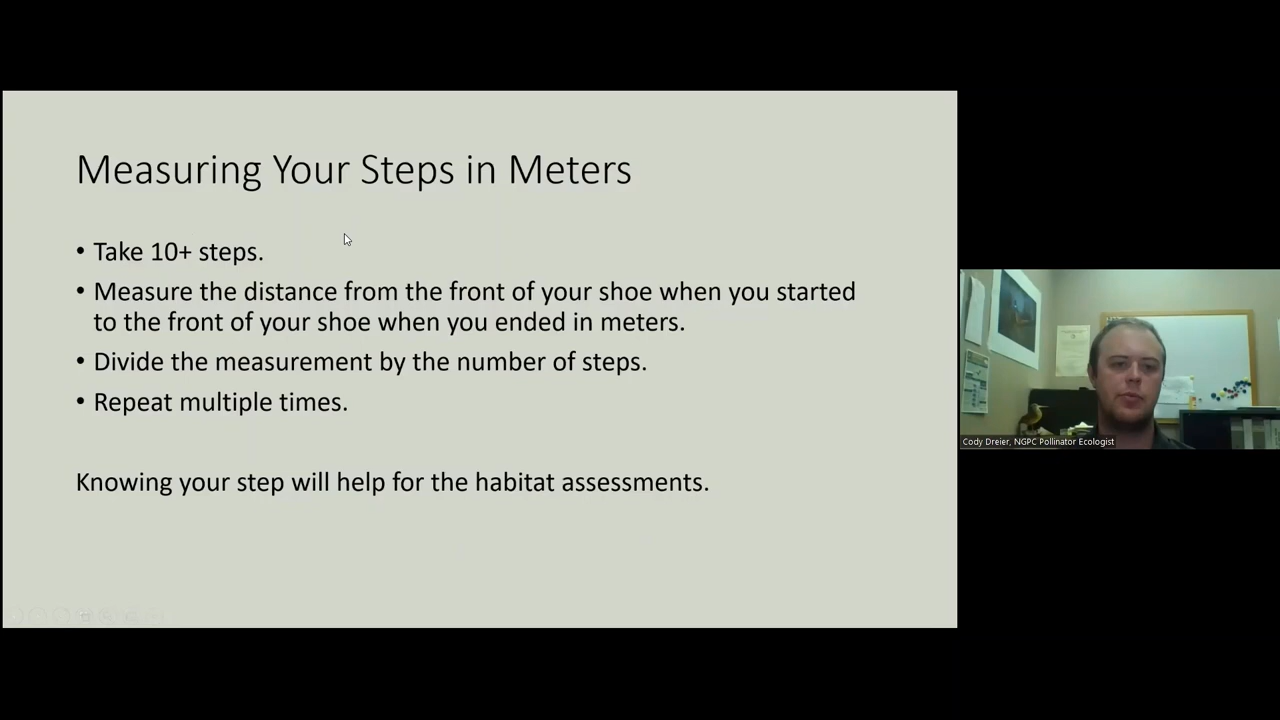 Measuring Your Steps in Meters
• Take 10+ steps.
• Measure the distance from the front of your shoe when you started
to the front of your shoe when you ended in meters.
• Divide the measurement by the number of steps.
• Repeat multiple times.
Knowing your step will help for the habitat assessments.
Cody Dreier, NGPC Pollinator Ecologist